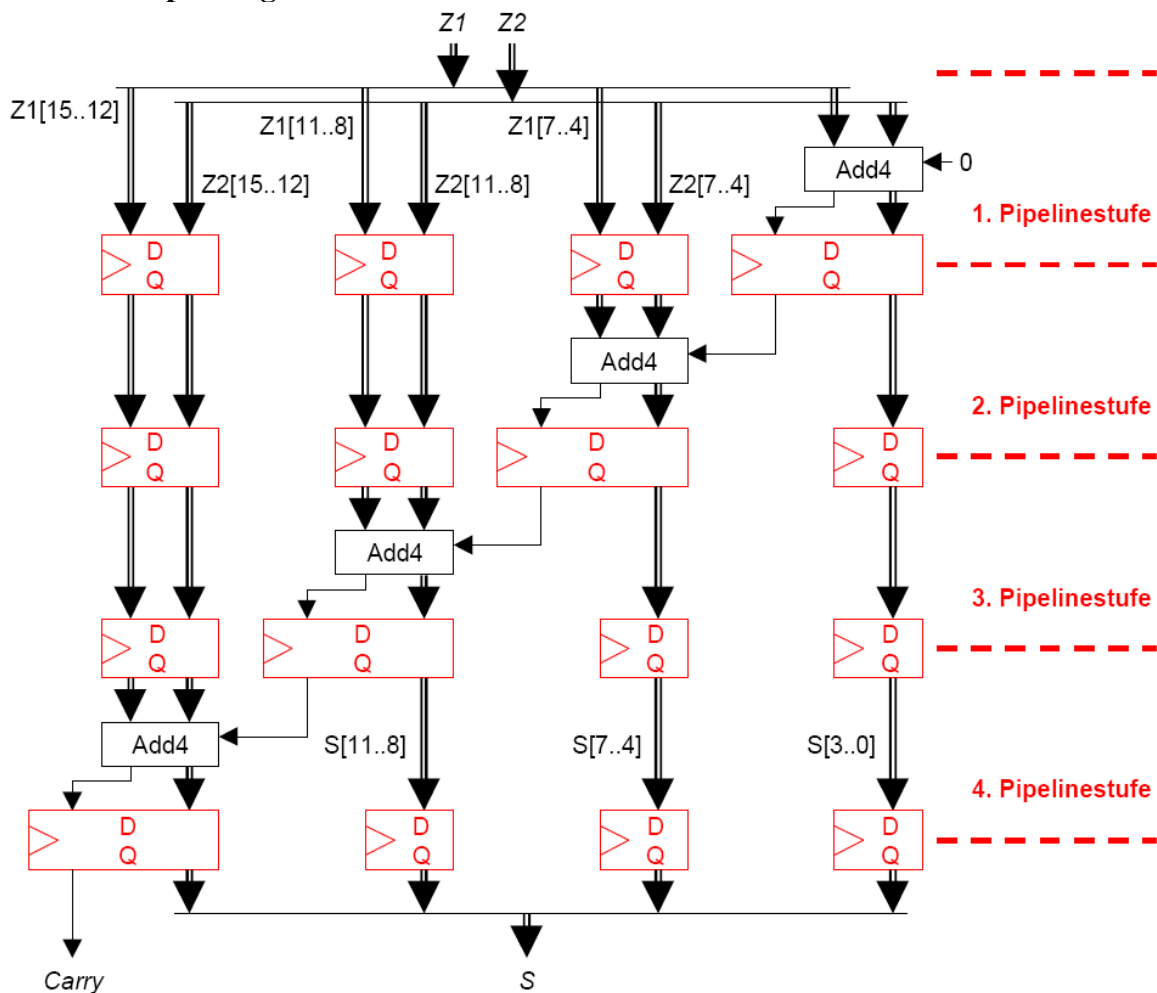 Z1 Z2
Z1[15..12]
Z1[11..8]
Z1[7..4]
Z2[15..12]
Z2[11..8]
Z2[7..4]
Add4
0
1. Pipelinestufe
D
Q
D
Q
D
Q
D
Q
Add4
2. Pipelinestufe
D
Q
D
Q
D
Q
D
Q
Add4
3. Pipelinestufe
D
Q
D
Q
D
Q
D
Q
Add4
S[11..8]
S[7..4]
S[3..0]
4. Pipelinestufe
D
Q
D
Q
D
Q
D
Q
Carry
S